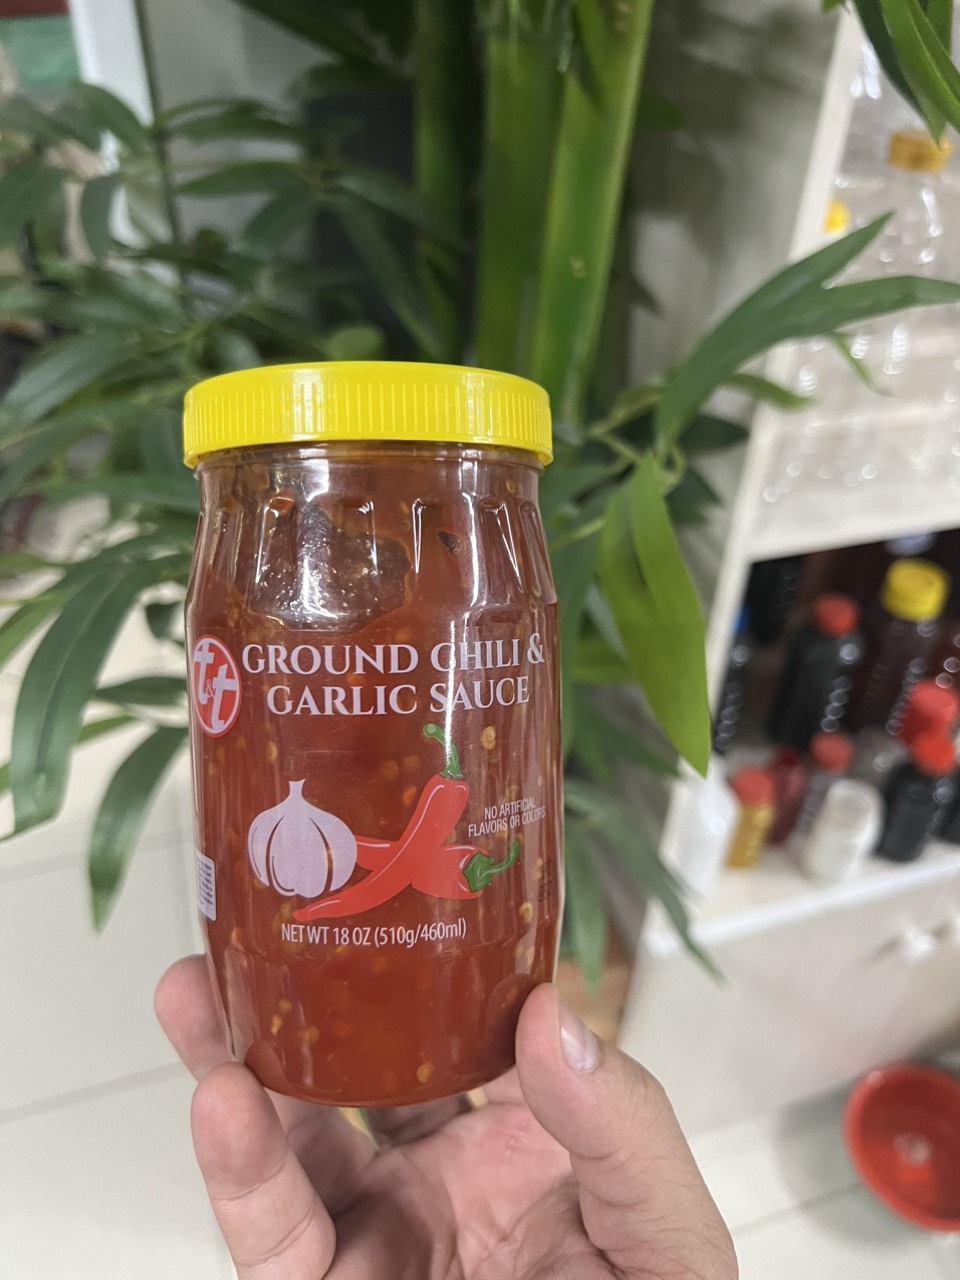 t&t
GROUND CHILI &
GARLIC SAUCE
NO ARTIFICIAL
FLAVORS OR COLORS
NET WT 18 OZ (510g/460ml)